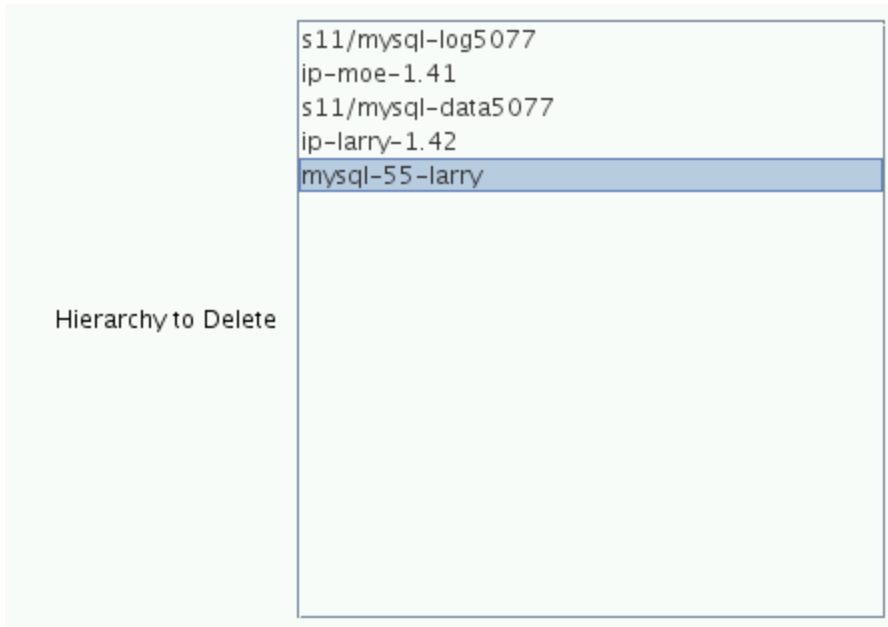 s11/mysql-log5077
ip-moe-1.41
s11/mysql-data5077
ip-larry-1.42
mysql-55-larry
Hierarchy to Delete